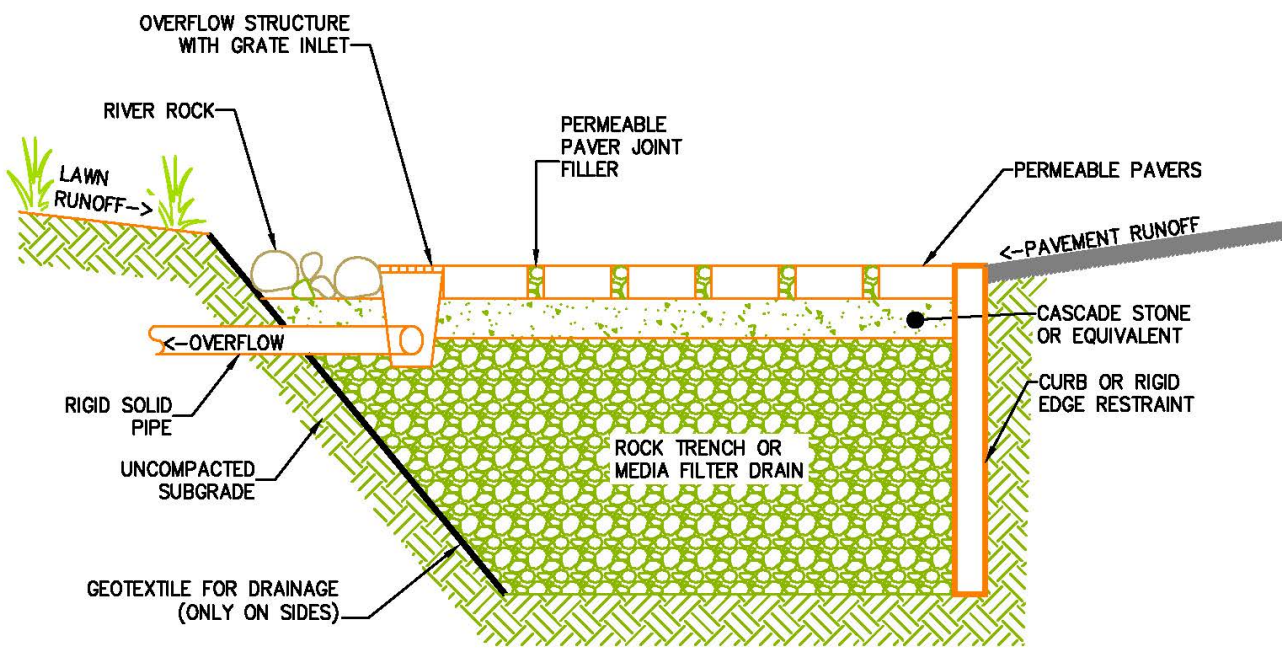 OVERFLOW STRUCTURE
WITH GRATE INLET
RIVER ROCK
PERMEABLE
PAVER JOINT
FILLER
PERMEABLE PAVERS
LAWN
RUNOFF->
<-PAVEMENT RUNOFF
CASCADE STONE
OR EQUIVALENT
<-OVERFLOW
CURB OR RIGID
EDGE RESTRAINT
RIGID SOLID
PIPE
ROCK TRENCH OR
MEDIA FILTER DRAIN
UNCOMPACTED
SUBGRADE
GEOTEXTILE FOR DRAINAGE
(ONLY ON SIDES)